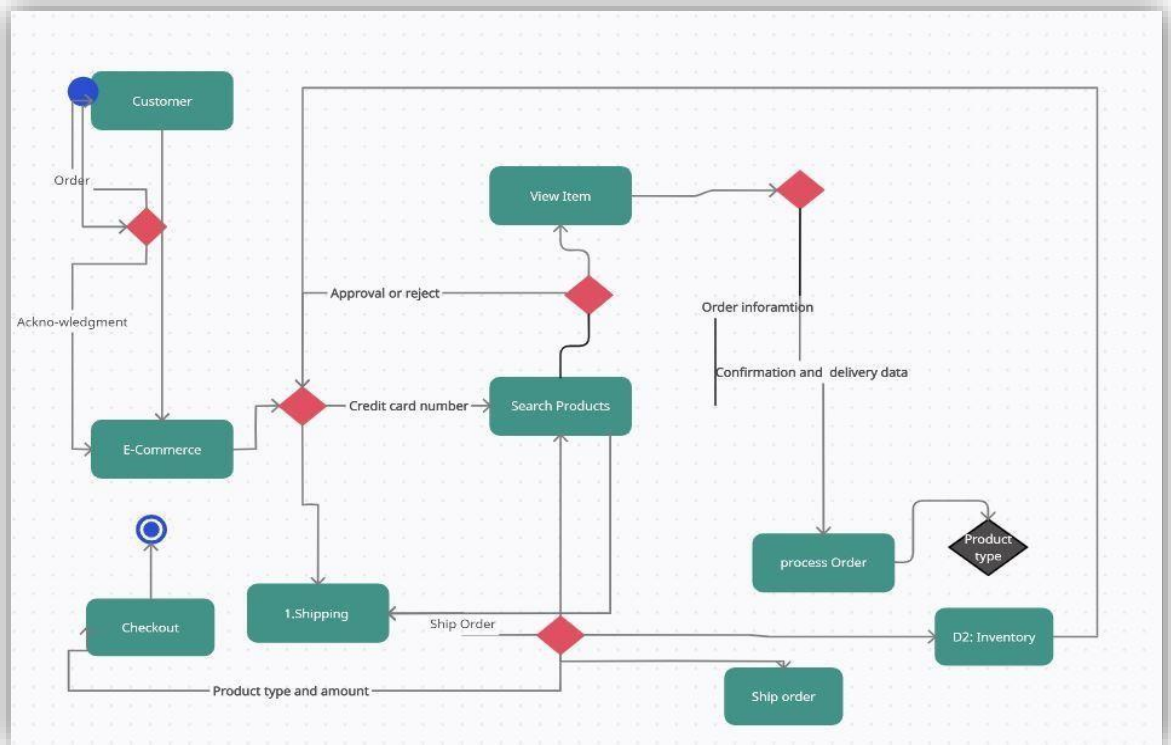 Customer
Order
View Item
Approval or reject
Order inforamtion
Ackno-wledgment
Confirmation and delivery data
Credit card number
Search Products
E-Commerce
Product
type
process Order
1.Shipping
Ship Order
Checkout
D2: Inventory
Product type and amount
Ship order